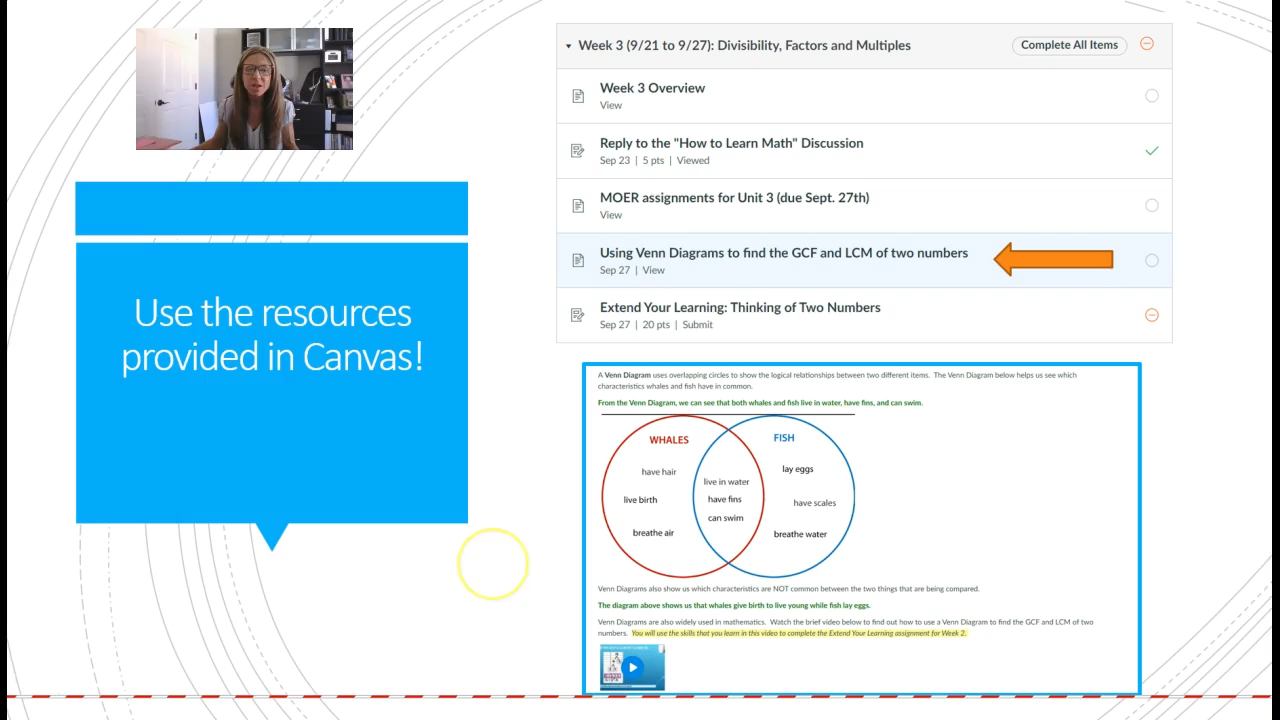 Use the resources
provided in Canvas!
Week 3 (9/21 to 9/27): Divisibility, Factors and Multiples
Complete All Items
Week 3 Overview
View
Reply to the "How to Learn Math" Discussion
Sep 23 | 5 pts | Viewed
MOER assignments for Unit 3 (due Sept. 27th)
View
Using Venn Diagrams to find the GCF and LCM of two numbers
Sep 27 | View
Extend Your Learning: Thinking of Two Numbers
Sep 27 | 20 pts | Submit
A Venn Diagram uses overlapping circles to show the logical relationships between two different items. The Venn Diagram below helps us see which
characteristics whales and fish have in common.
From the Venn Diagram, we can see that both whales and fish live in water, have fins, and can swim.
WHALES
FISH
have hair
live birth
breathe air
live in water
have fins
can swim
lay eggs
have scales
breathe water
Venn Diagrams also show us which characteristics are NOT common between the two things that are being compared.
The diagram above shows us that whales give birth to live young while fish lay eggs.
Venn Diagrams are also widely used in mathematics. Watch the brief video below to find out how to use a Venn Diagram to find the GCF and LCM of two
numbers. You will use the skills that you learn in this video to complete the Extend Your Learning assignment for Week 2.